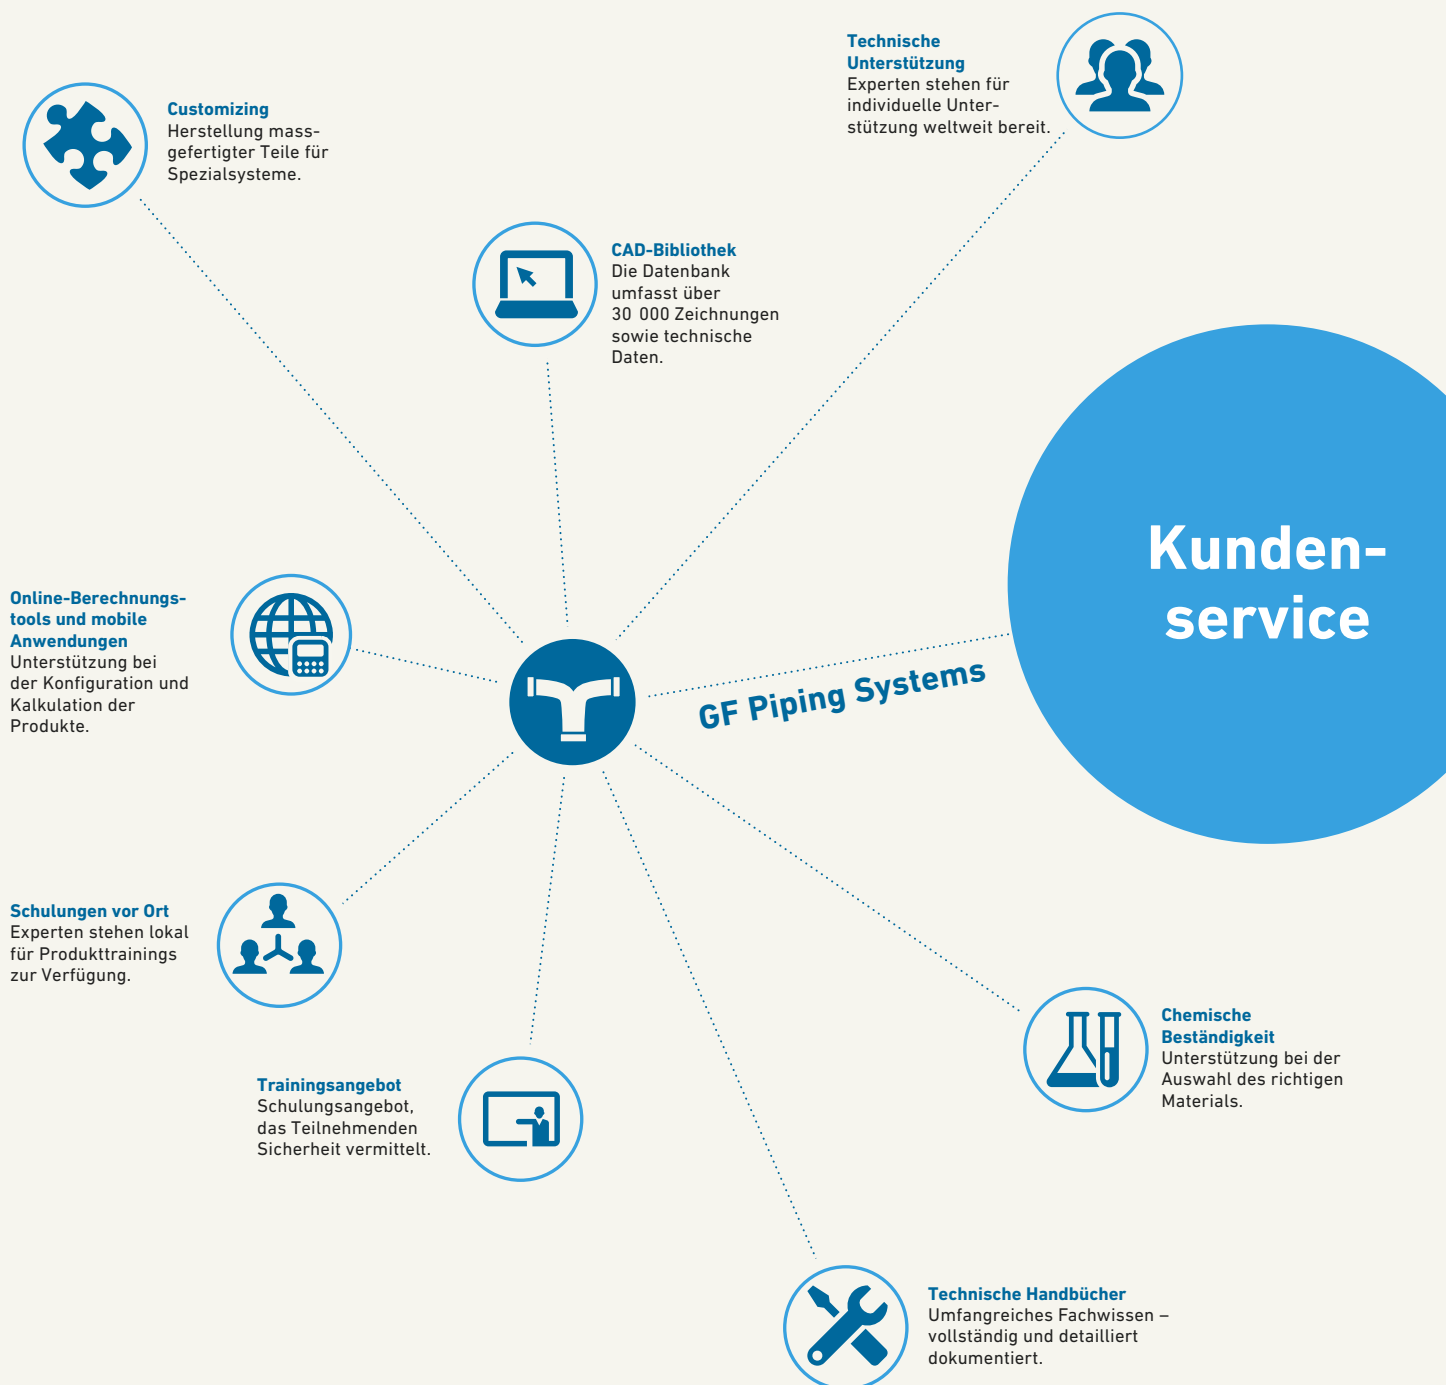 Technische
Unterstützung
Experten stehen für
individuelle Unter-
stützung weltweit bereit.
Customizing
Herstellung mass-
gefertigter Teile für
Spezialsysteme.
CAD-Bibliothek
Die Datenbank
umfasst über
30 000 Zeichnungen
sowie technische
Daten.
Kunden-
service
Online-Berechnungs-
tools und mobile
Anwendungen
Unterstützung bei
der Konfiguration und
Kalkulation der
Produkte.
GF Piping Systems
Schulungen vor Ort
Experten stehen lokal
für Produkttrainings
zur Verfügung.
Chemische
Beständigkeit
Unterstützung bei der
Auswahl des richtigen
Materials.
Trainingsangebot
Schulungsangebot,
das Teilnehmenden
Sicherheit vermittelt.
Technische Handbücher
Umfangreiches Fachwissen –
vollständig und detailliert
dokumentiert.